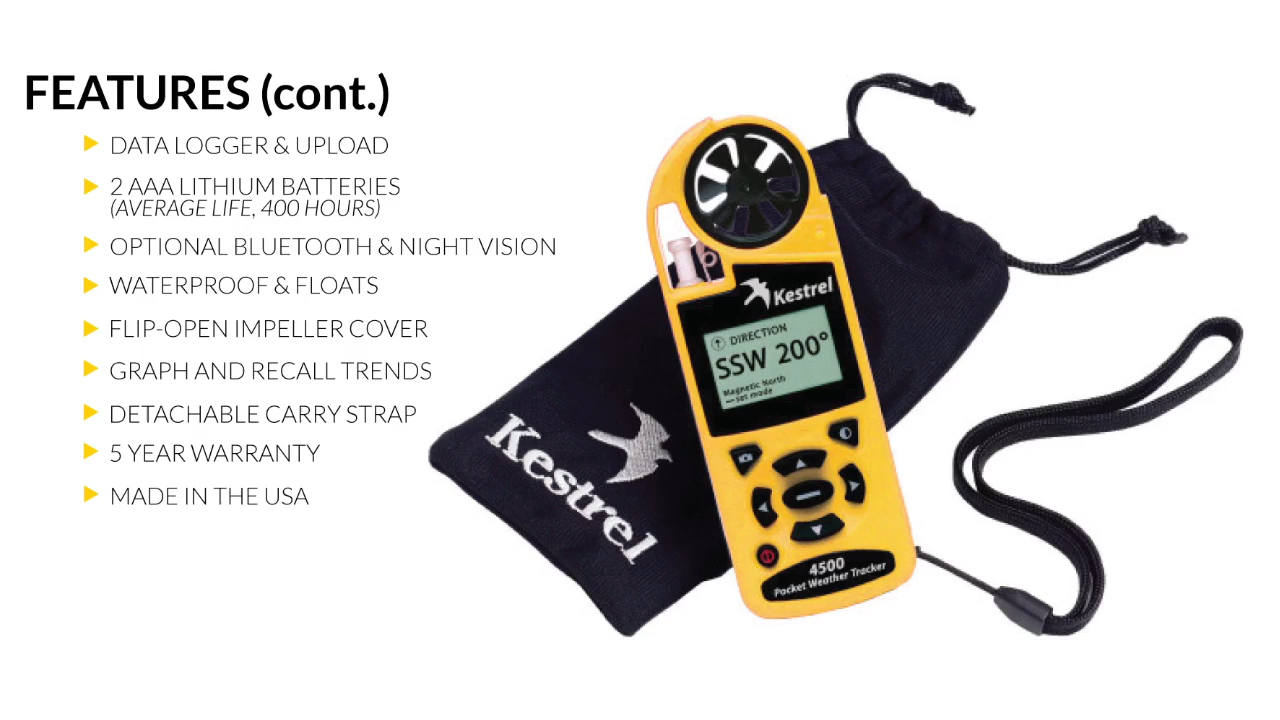 FEATURES (cont.)
DATA LOGGER & UPLOAD
2 AAA LITHIUM BATTERIES
(AVERAGE LIFE, 400 HOURS)
OPTIONAL BLUETOOTH & NIGHT VISION
WATERPROOF & FLOATS
FLIP-OPEN IMPELLER COVER
GRAPH AND RECALL TRENDS
DETACHABLE CARRY STRAP
5 YEAR WARRANTY
MADE IN THE USA
Kestrel
DIRECTION
SSW 200°
Magnetic North
— set mode
Kestrel
4500
Pocket Weather Tracker